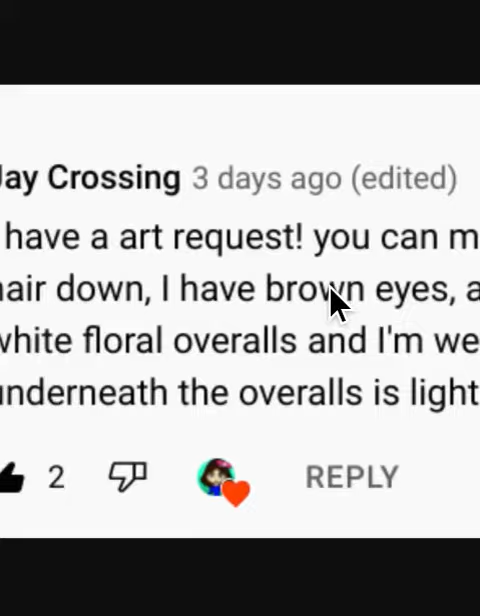 Jay Crossing 3 days ago (edited)
have a art request! you can m
hair down, I have brown eyes, a
white floral overalls and I'm we
underneath the overalls is light
2 REPLY